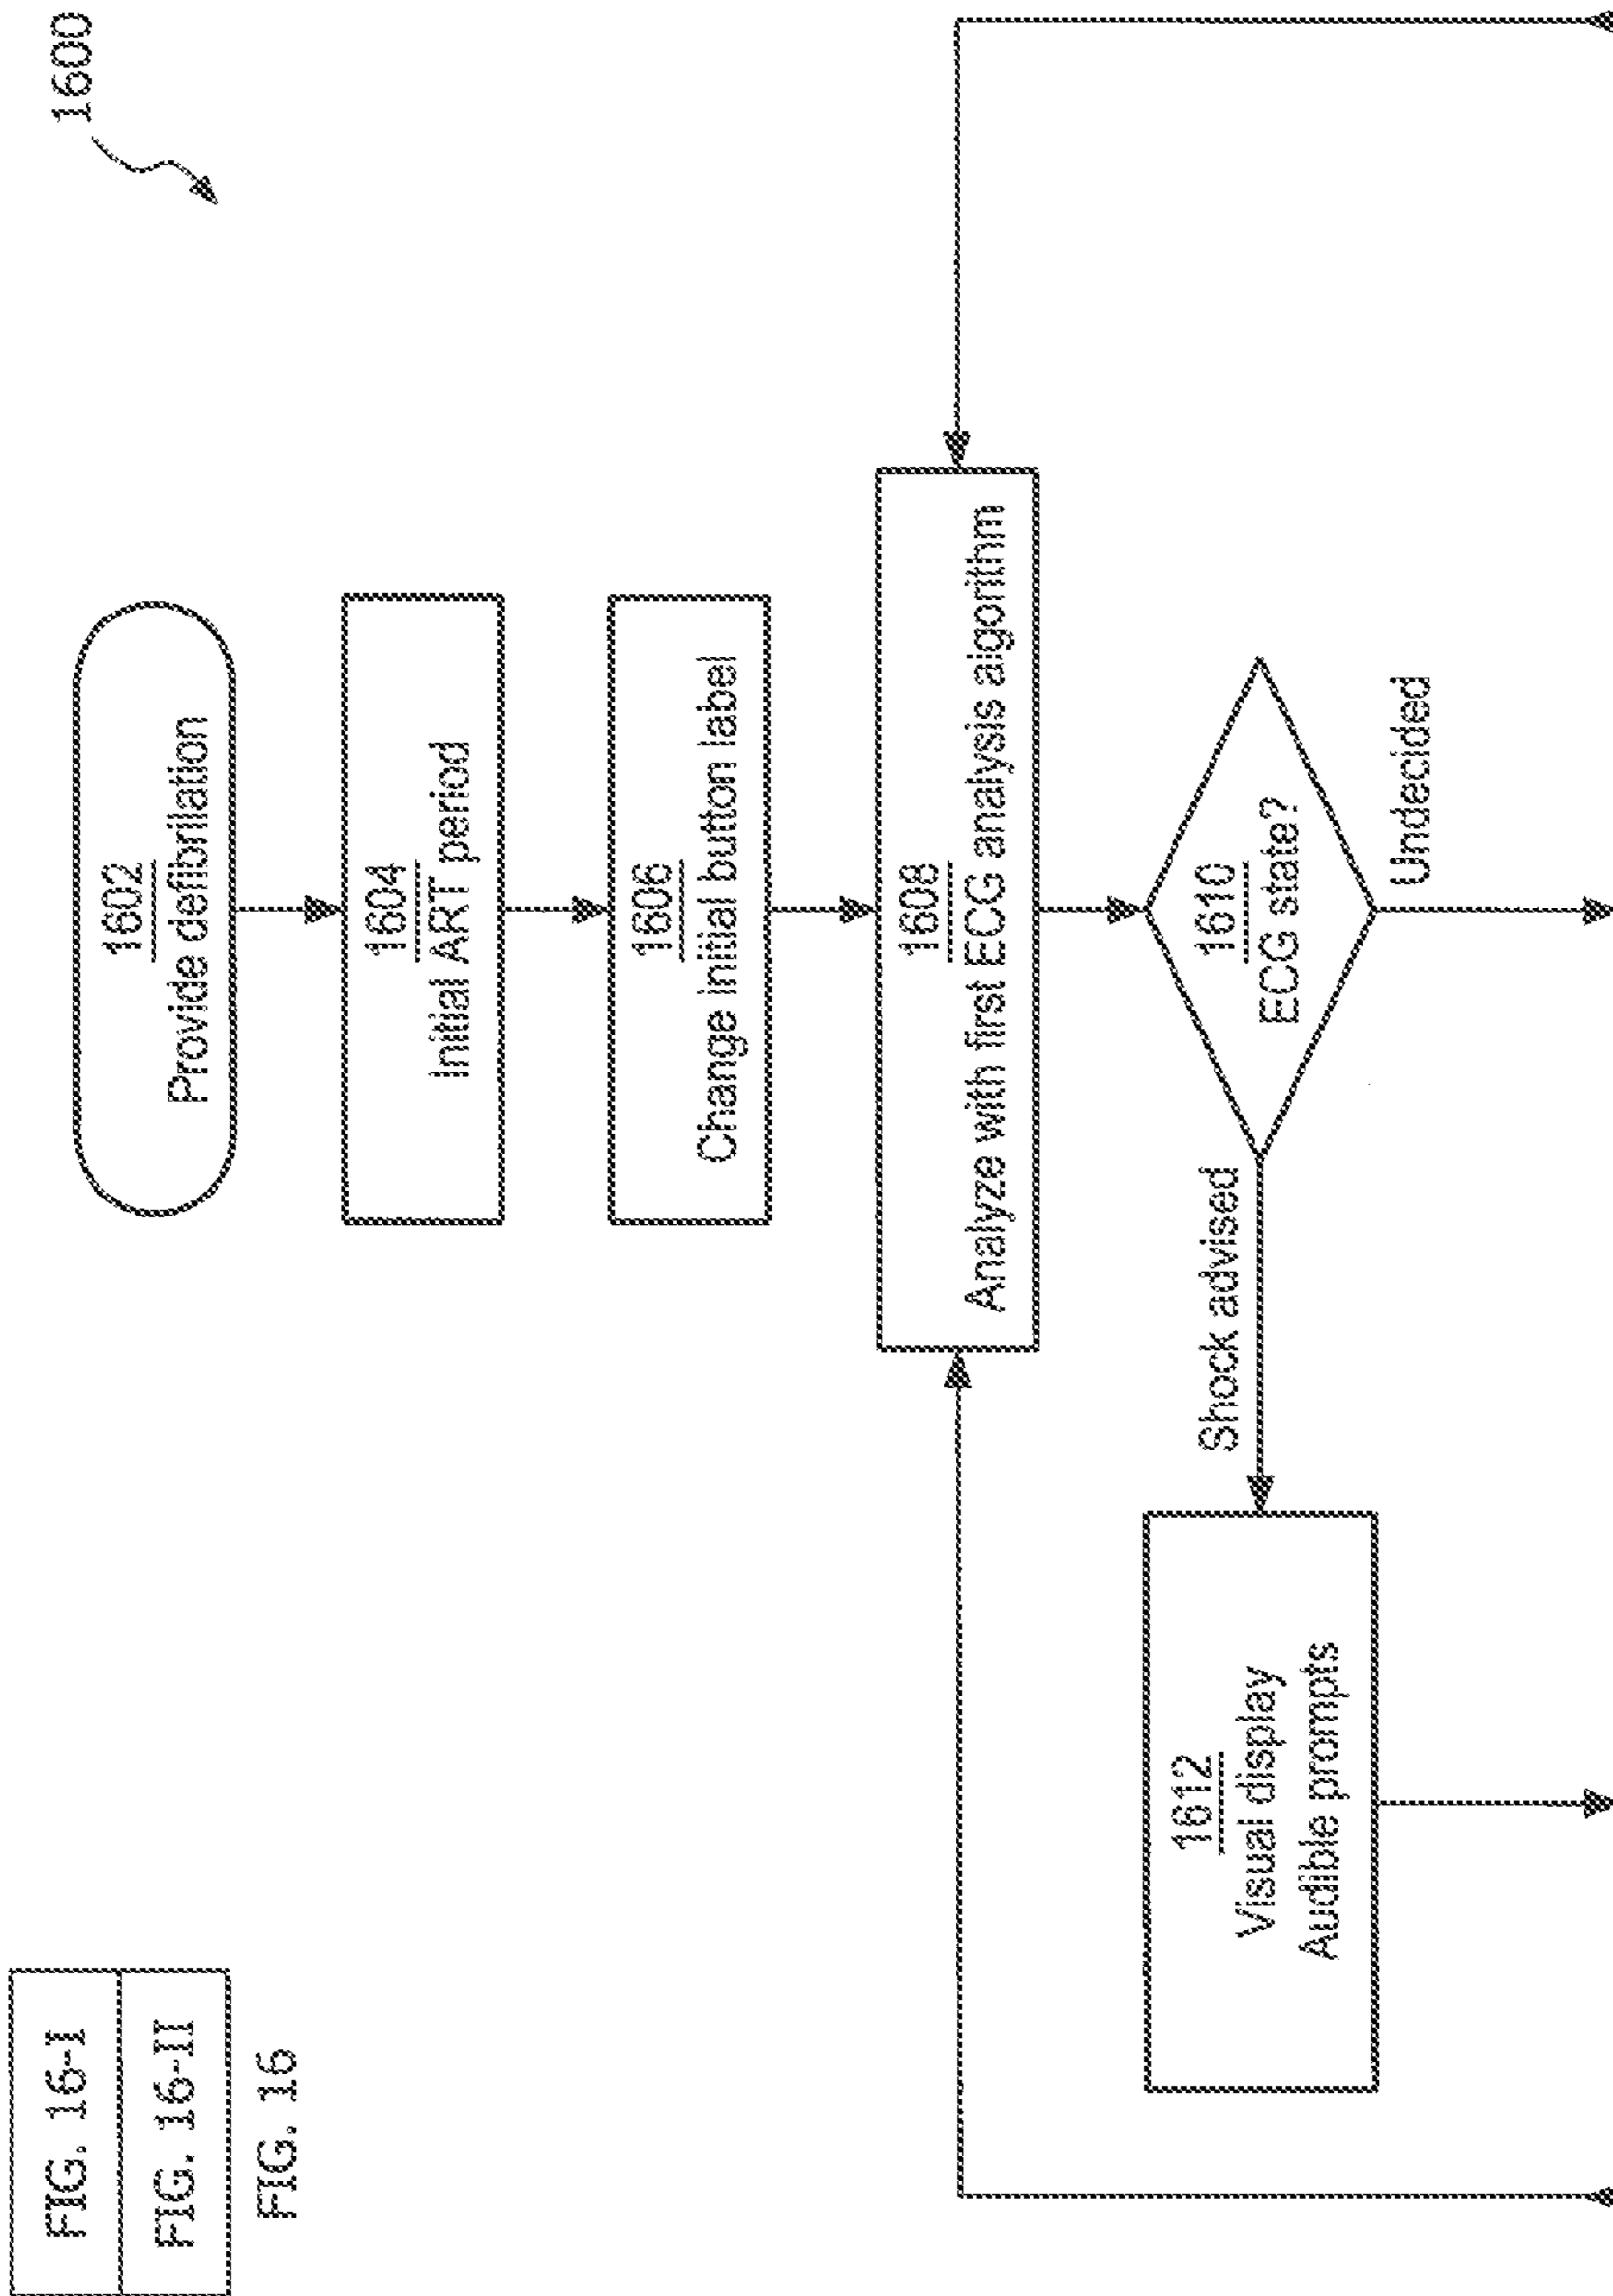 FIG. 16-I
FIG. 16-II
FIG. 16
1600
1602
Provide defibrilation
1604
Initial ART period
1606
Change initial button label
1608
Analyze with first ECG analysis algorithm
1610
ECG state?
Shock advised
Undecided
1612
Visual display
Audible prompts